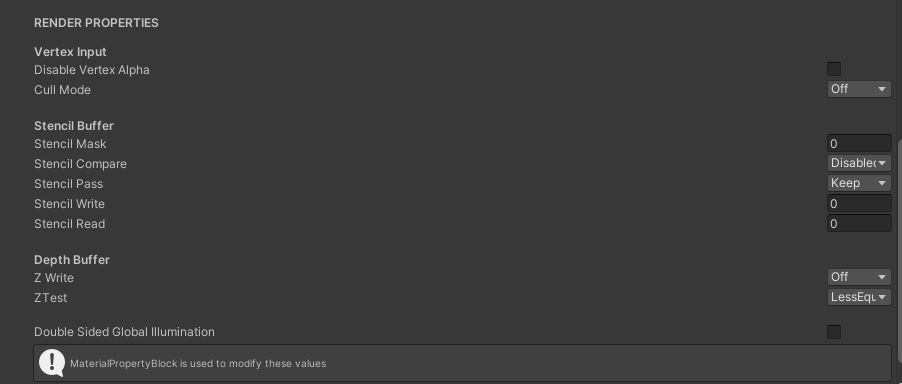 RENDER PROPERTIES
Vertex Input
Disable Vertex Alpha
Cull Mode Off
Stencil Buffer
Stencil Mask 0
Stencil Compare Disabled
Stencil Pass Keep
Stencil Write 0
Stencil Read 0
Depth Buffer
Z Write Off
ZTest LessEqu
Double Sided Global Illumination
MaterialPropertyBlock is used to modify these values